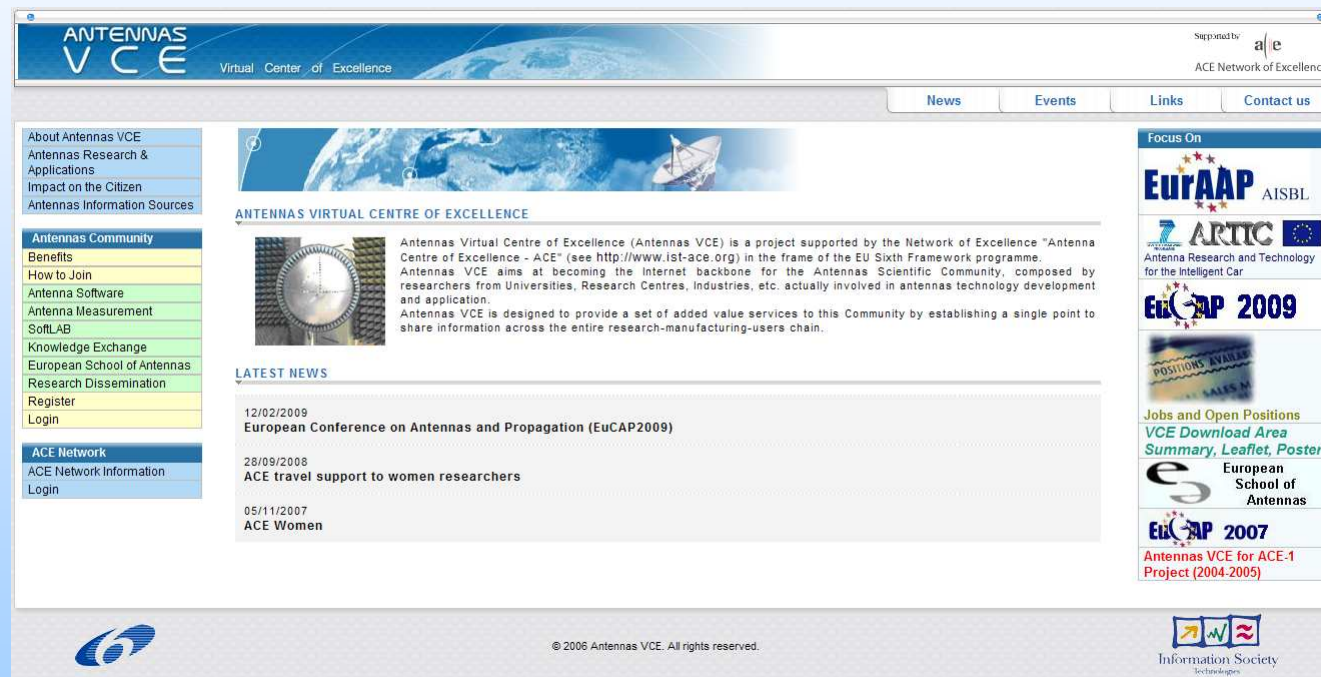 ANTENNAS
VCE
Virtual Center of Excellence
Supported by
a e
ACE Network of Excellenc
News
Events
Links
Contact us
About Antennas VCE
Antennas Research &
Applications
Impact on the Citizen
Antennas Information Sources
Antennas Community
Benefits
How to Join
Antenna Software
Antenna Measurement
SoftLAB
Knowledge Exchange
European School of Antennas
Research Dissemination
Register
Login
ACE Network
ACE Network Information
Login
ANTENNAS VIRTUAL CENTRE OF EXCELLENCE
Antennas Virtual Centre of Excellence (Antennas VCE) is a project supported by the Network of Excellence "Antenna
Centre of Excellence - ACE" (see http://www.ist-ace.org) in the frame of the EU Sixth Framework programme.
Antennas VCE aims at becoming the Internet backbone for the Antennas Scientific Community, composed by
researchers from Universities, Research Centres, Industries, etc. actually involved in antennas technology development
and application.
Antennas VCE is designed to provide a set of added value services to this Community by establishing a single point to
share information across the entire research-manufacturing-users chain.
LATEST NEWS
12/02/2009
European Conference on Antennas and Propagation (EuCAP2009)
28/09/2008
ACE travel support to women researchers
05/11/2007
ACE Women
Focus On
EurAAP AISBL
ARTIC
Antenna Research and Technology
for the Intelligent Car
EuCAP 2009
POSITIONS AVAILAB
SALES M
Jobs and Open Positions
VCE Download Area
Summary, Leaflet, Poster
European
School of
Antennas
EuCAP 2007
Antennas VCE for ACE-1
Project (2004-2005)
© 2006 Antennas VCE. All rights reserved.
Information Society
Technologies